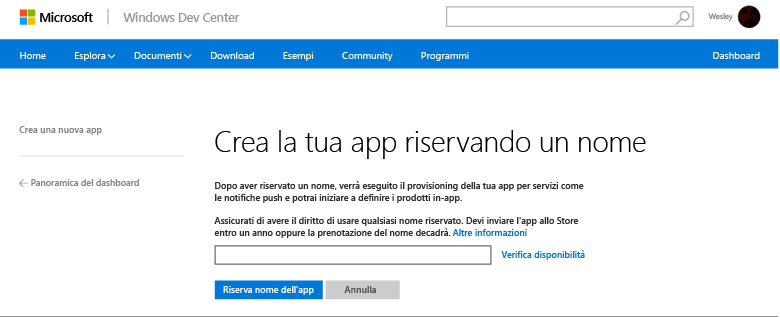 Microsoft | Windows Dev Center
Wesley
Home Esplora Documenti Download Esempi Community Programmi Dashboard
Crea una nuova app
Crea la tua app riservando un nome
Panoramica del dashboard
Dopo aver riservato un nome, verrà eseguito il provisioning della tua app per servizi come
le notifiche push e potrai iniziare a definire i prodotti in-app.
Assicurati di avere il diritto di usare qualsiasi nome riservato. Devi inviare l'app allo Store
entro un anno oppure la prenotazione del nome decadrà. Altre informazioni
Verifica disponibilità
Riserva nome dell'app Annulla